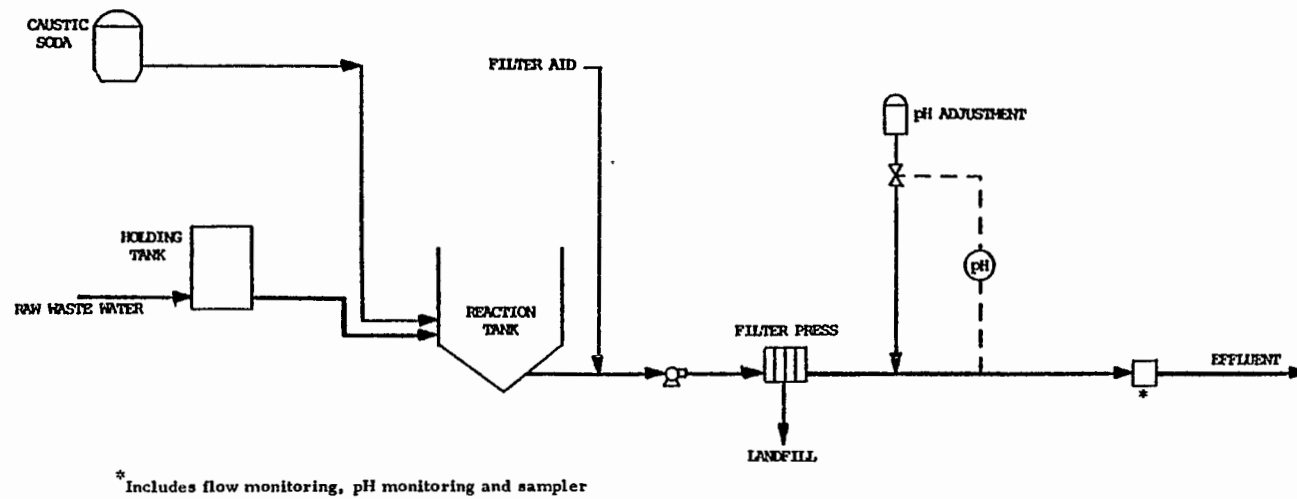 CAUSTIC
SODA
FILTER AID
pH ADJUSTMENT
HOLDING
TANK
pH
RAW WASTE WATER
REACTION
TANK
FILTER PRESS
EFFLUENT
*
LANDFILL
*Includes flow monitoring, pH monitoring and sampler